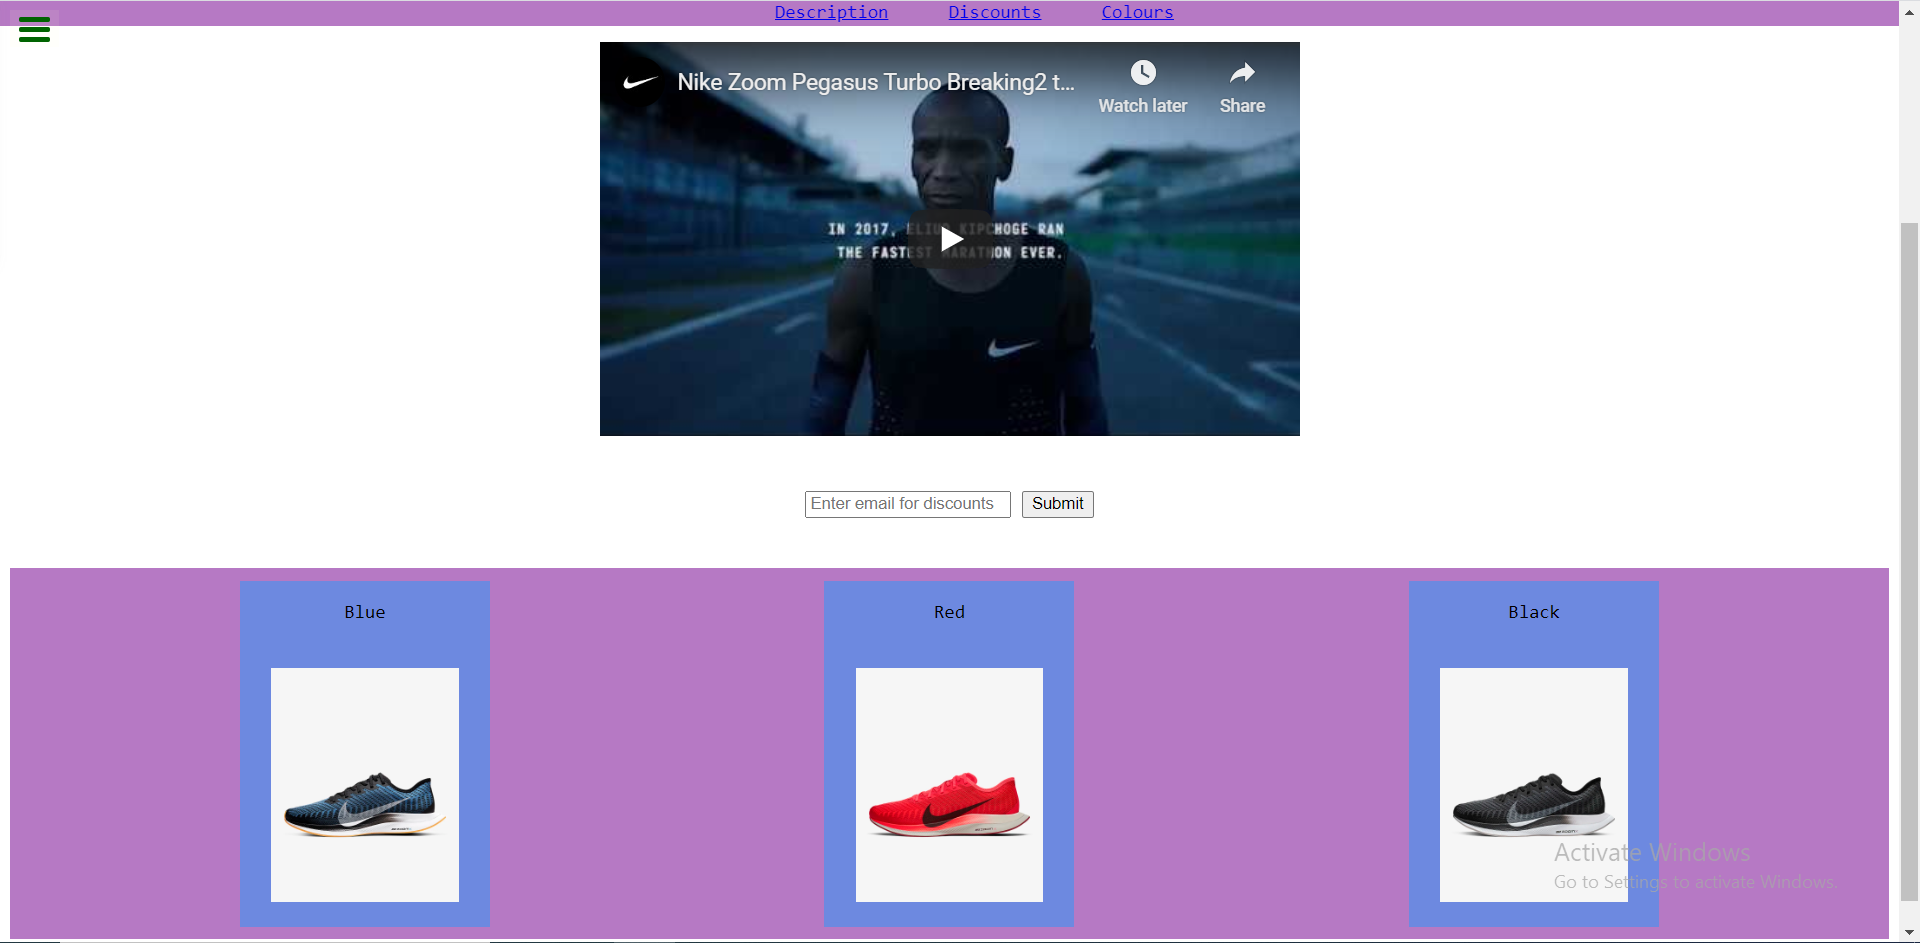 Description Discounts Colours
Nike Zoom Pegasus Turbo Breaking2 t...
Watch later Share
IN 2017, ELIUD KIPCHOGE RAN
THE FASTEST MARATHON EVER.
Enter email for discounts Submit
Blue Red Black
Activate Windows
Go to Settings to activate Windows.